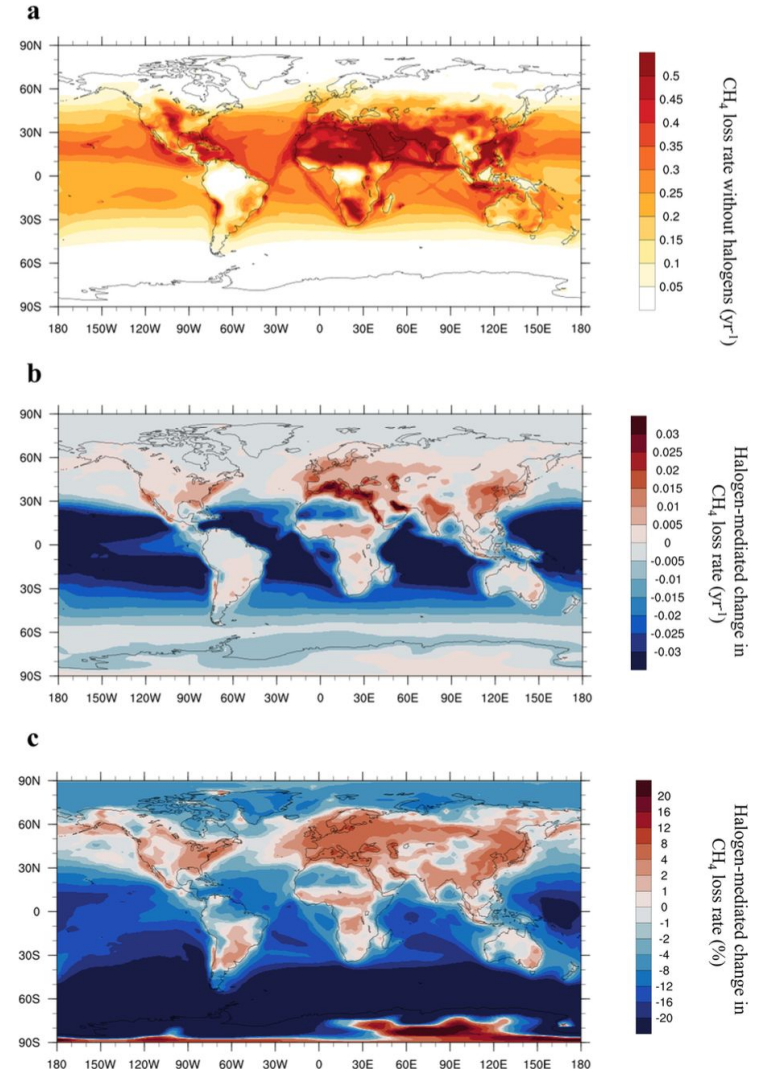 a
90N
60N
30N
0
30S
60S
90S
180 150W 120W 90W 60W 30W 0 30E 60E 90E 120E 150E 180
0.5
0.45
0.4
0.35
0.3
0.25
0.2
0.15
0.1
0.05
CH4 loss rate without halogens (yr-1)
b
90N
60N
30N
0
30S
60S
90S
180 150W 120W 90W 60W 30W 0 30E 60E 90E 120E 150E 180
0.03
0.025
0.02
0.015
0.01
0.005
0
-0.005
-0.01
-0.015
-0.02
-0.025
-0.03
Halogen-mediated change in
CH4 loss rate (yr-1)
c
90N
60N
30N
0
30S
60S
90S
180 150W 120W 90W 60W 30W 0 30E 60E 90E 120E 150E 180
20
16
12
8
4
2
1
0
-1
-2
-4
-8
-12
-16
-20
Halogen-mediated change in
CH4 loss rate (%)